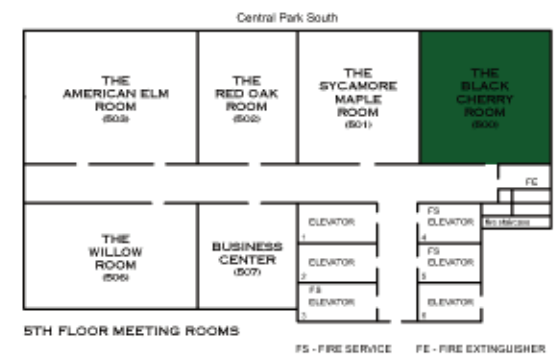 Central Park South
THE
AMERICAN ELM
ROOM
(503)
THE
RED OAK
ROOM
(502)
THE
SYCAMORE
MAPLE
ROOM
(501)
THE
BLACK
CHERRY
ROOM
(500)
FE
fire staircase
THE
WILLOW
ROOM
(506)
BUSINESS
CENTER
(507)
ELEVATOR
1
ELEVATOR
2
FS
ELEVATOR
3
FS
ELEVATOR
4
FS
ELEVATOR
5
ELEVATOR
6
5TH FLOOR MEETING ROOMS
FS - FIRE SERVICE
FE - FIRE EXTINGUISHER